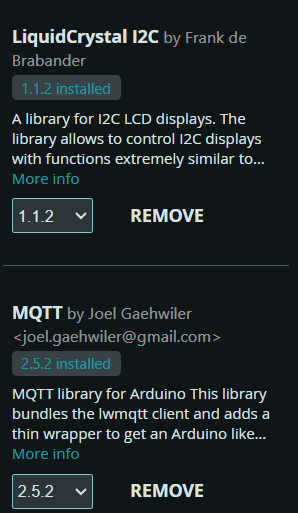 LiquidCrystal I2C by Frank de
Brabander
1.1.2 installed
A library for I2C LCD displays. The
library allows to control I2C displays
with functions extremely similar to...
More info
1.1.2
REMOVE
MQTT by Joel Gaehwiler
<joel.gaehwiler@gmail.com>
2.5.2 installed
MQTT library for Arduino This library
bundles the lwmqtt client and adds a
thin wrapper to get an Arduino like...
More info
2.5.2
REMOVE